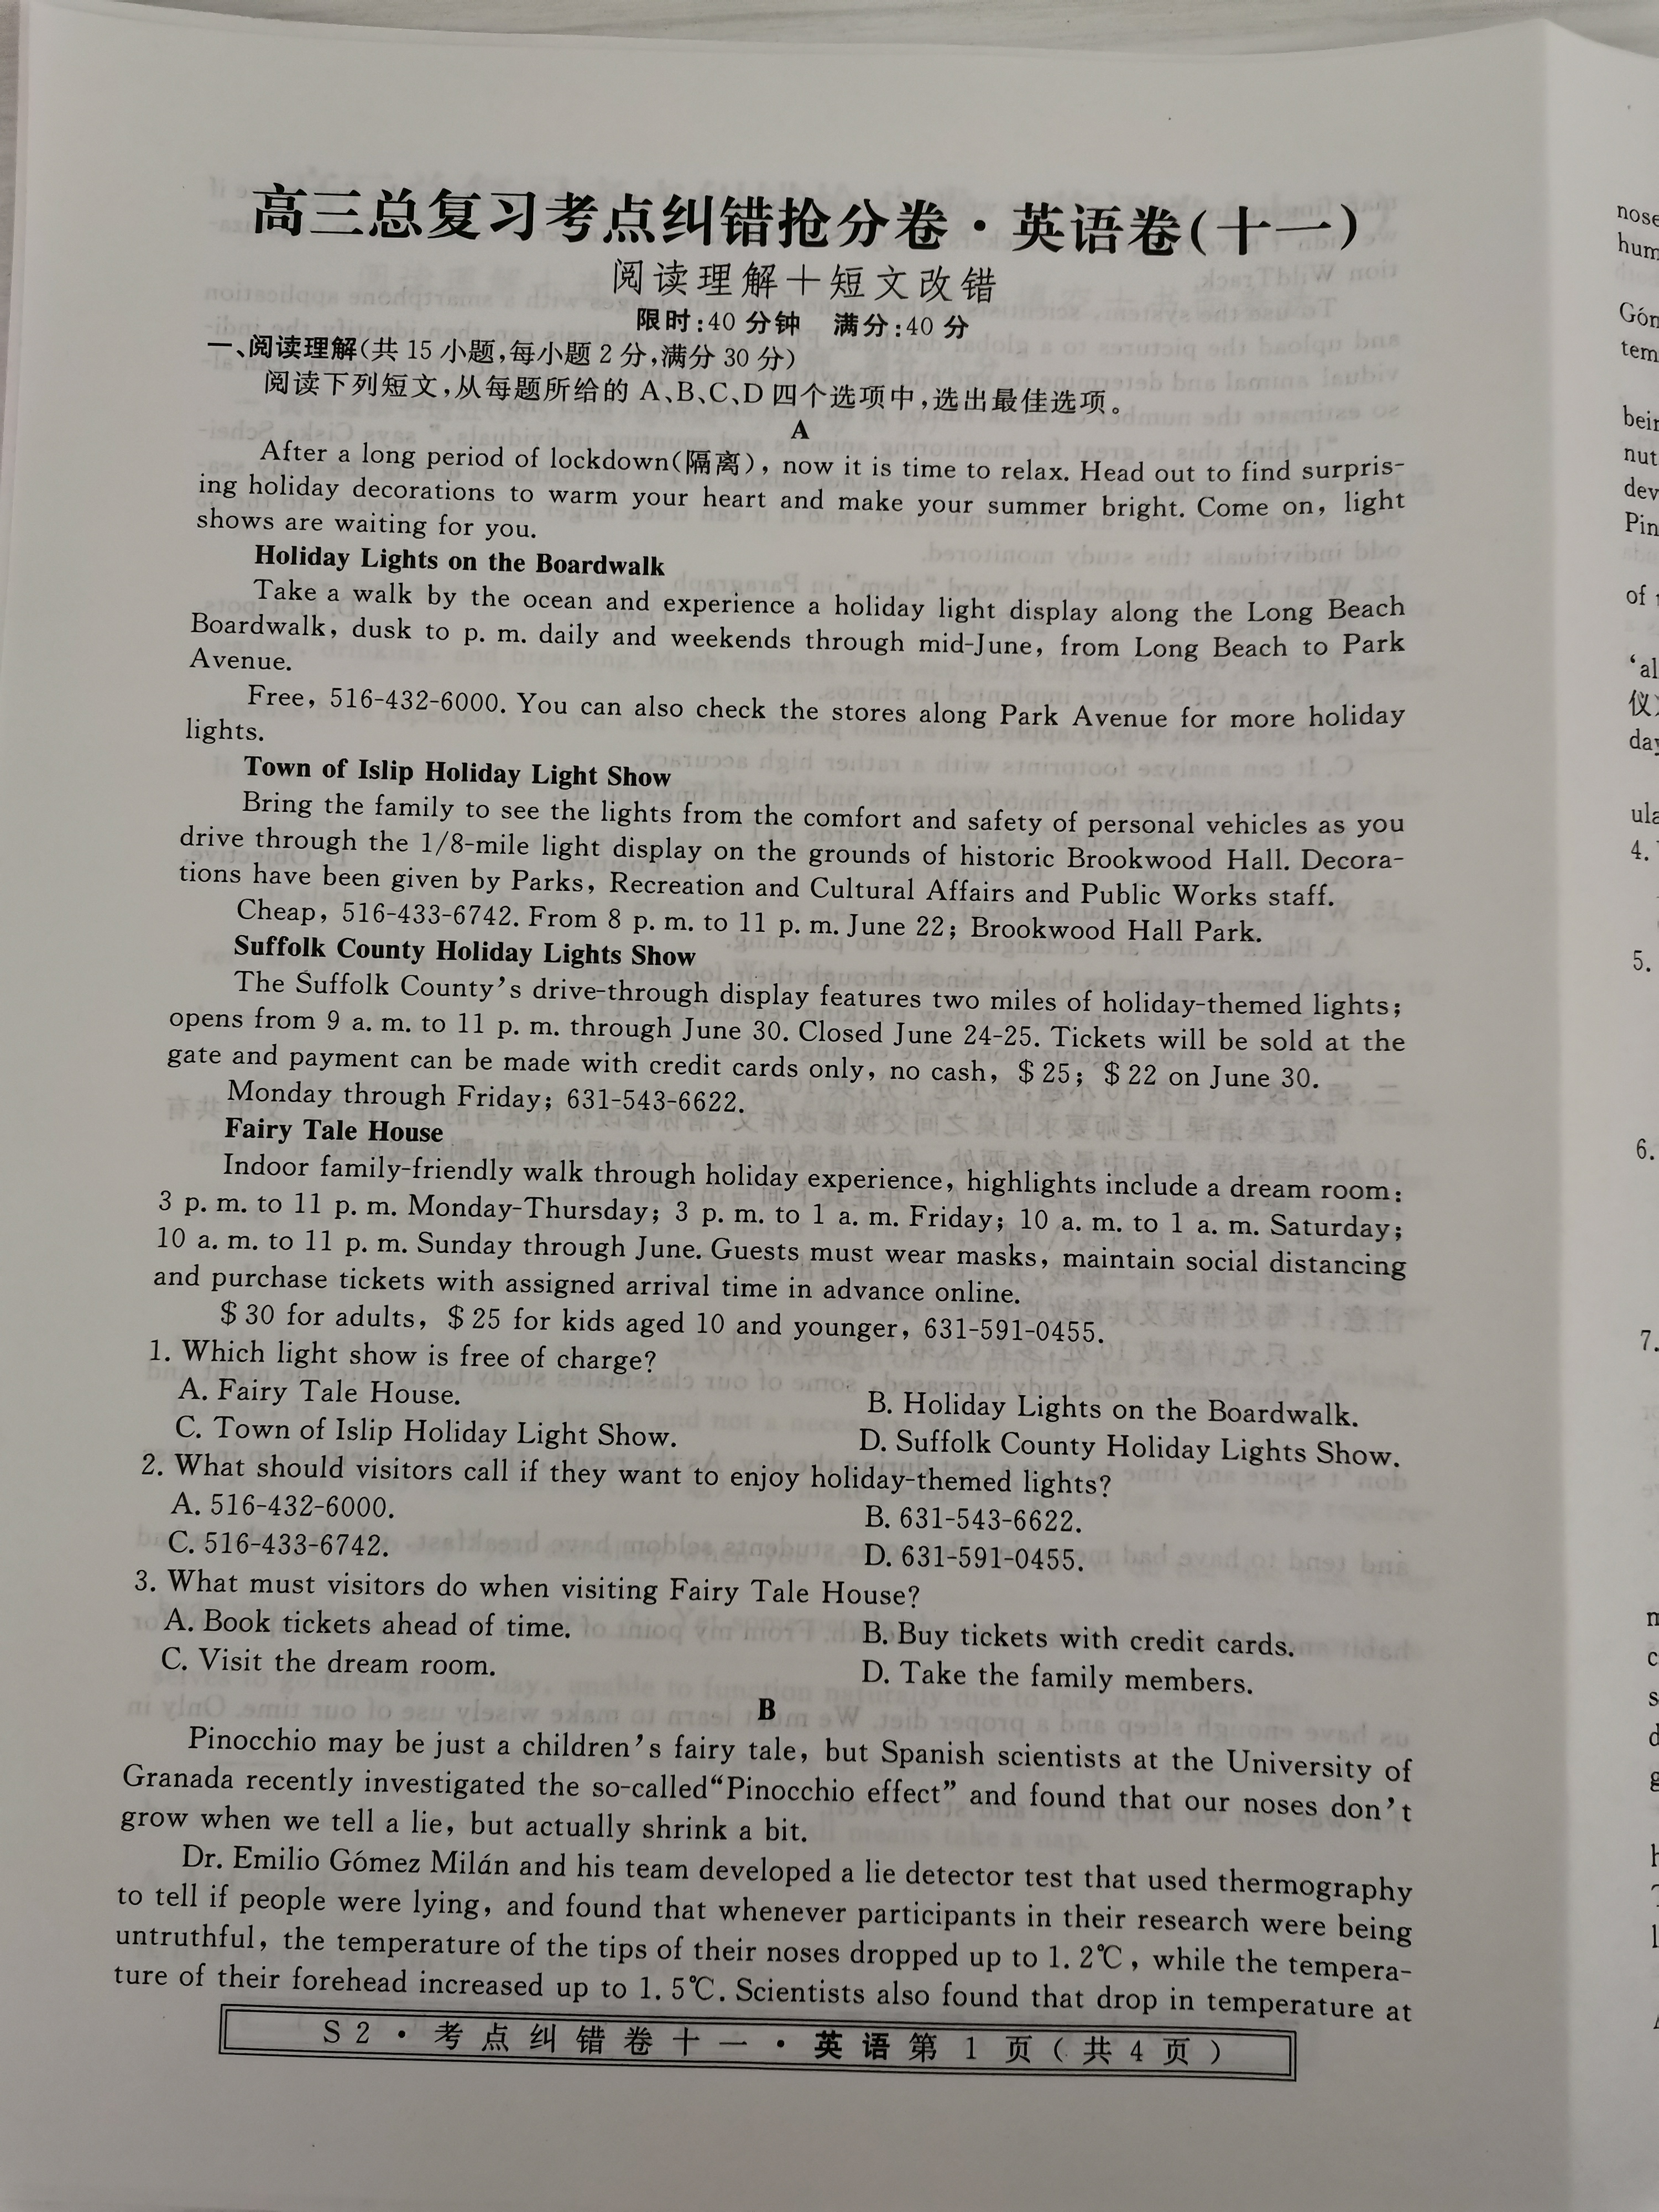 高三总复习考点纠错抢分卷·英语卷(十一)
阅读理解+短文改错
限时:40 分钟 满分:40 分
一、阅读理解(共 15 小题,每小题 2 分,满分 30 分)
阅读下列短文,从每题所给的 A、B、C、D 四个选项中,选出最佳选项。
A
After a long period of lockdown(隔离), now it is time to relax. Head out to find surpris-
ing holiday decorations to warm your heart and make your summer bright. Come on, light
shows are waiting for you.
Holiday Lights on the Boardwalk
Take a walk by the ocean and experience a holiday light display along the Long Beach
Boardwalk, dusk to p. m. daily and weekends through mid-June, from Long Beach to Park
Avenue.
Free, 516-432-6000. You can also check the stores along Park Avenue for more holiday
lights.
Town of Islip Holiday Light Show
Bring the family to see the lights from the comfort and safety of personal vehicles as you
drive through the 1/8-mile light display on the grounds of historic Brookwood Hall. Decora-
tions have been given by Parks, Recreation and Cultural Affairs and Public Works staff.
Cheap, 516-433-6742. From 8 p. m. to 11 p. m. June 22; Brookwood Hall Park.
Suffolk County Holiday Lights Show
The Suffolk County's drive-through display features two miles of holiday-themed lights;
opens from 9 a. m. to 11 p. m. through June 30. Closed June 24-25. Tickets will be sold at the
gate and payment can be made with credit cards only, no cash, $ 25; $ 22 on June 30.
Monday through Friday; 631-543-6622.
Fairy Tale House
Indoor family-friendly walk through holiday experience, highlights include a dream room:
3 p. m. to 11 p. m. Monday-Thursday; 3 p. m. to 1 a. m. Friday; 10 a. m. to 1 a. m. Saturday;
10 a. m. to 11 p. m. Sunday through June. Guests must wear masks, maintain social distancing
and purchase tickets with assigned arrival time in advance online.
$ 30 for adults, $ 25 for kids aged 10 and younger, 631-591-0455.
1. Which light show is free of charge?
A. Fairy Tale House. B. Holiday Lights on the Boardwalk.
C. Town of Islip Holiday Light Show. D. Suffolk County Holiday Lights Show.
2. What should visitors call if they want to enjoy holiday-themed lights?
A. 516-432-6000. B. 631-543-6622.
C. 516-433-6742. D. 631-591-0455.
3. What must visitors do when visiting Fairy Tale House?
A. Book tickets ahead of time. B. Buy tickets with credit cards.
C. Visit the dream room. D. Take the family members.
B
Pinocchio may be just a children's fairy tale, but Spanish scientists at the University of
Granada recently investigated the so-called“Pinocchio effect” and found that our noses don't
grow when we tell a lie, but actually shrink a bit.
Dr. Emilio Gómez Milán and his team developed a lie detector test that used thermography
to tell if people were lying, and found that whenever participants in their research were being
untruthful, the temperature of the tips of their noses dropped up to 1. 2℃, while the tempera-
ture of their forehead increased up to 1. 5℃. Scientists also found that drop in temperature at
S2·考点纠错卷十一·英语第 1 页(共 4 页)
nose
hum
Góm
tem
bein
nut
dev
Pin
of
'al
仪)
day
ula
4.
5.
6.
7.